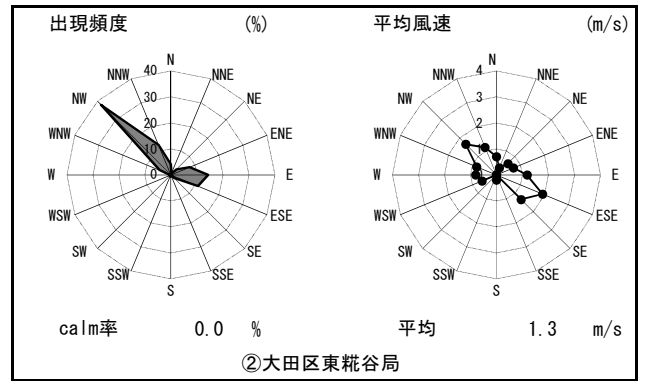 出現頻度 (%)
N
NNE
NE
ENE
E
ESE
SE
SSE
S
SSW
SW
WSW
W
WNW
NW
NNW
40
30
20
10
0
calm率 0.0 %
平均風速 (m/s)
N
NNE
NE
ENE
E
ESE
SE
SSE
S
SSW
SW
WSW
W
WNW
NW
NNW
4
3
2
1
0
平均 1.3 m/s
②大田区東糀谷局